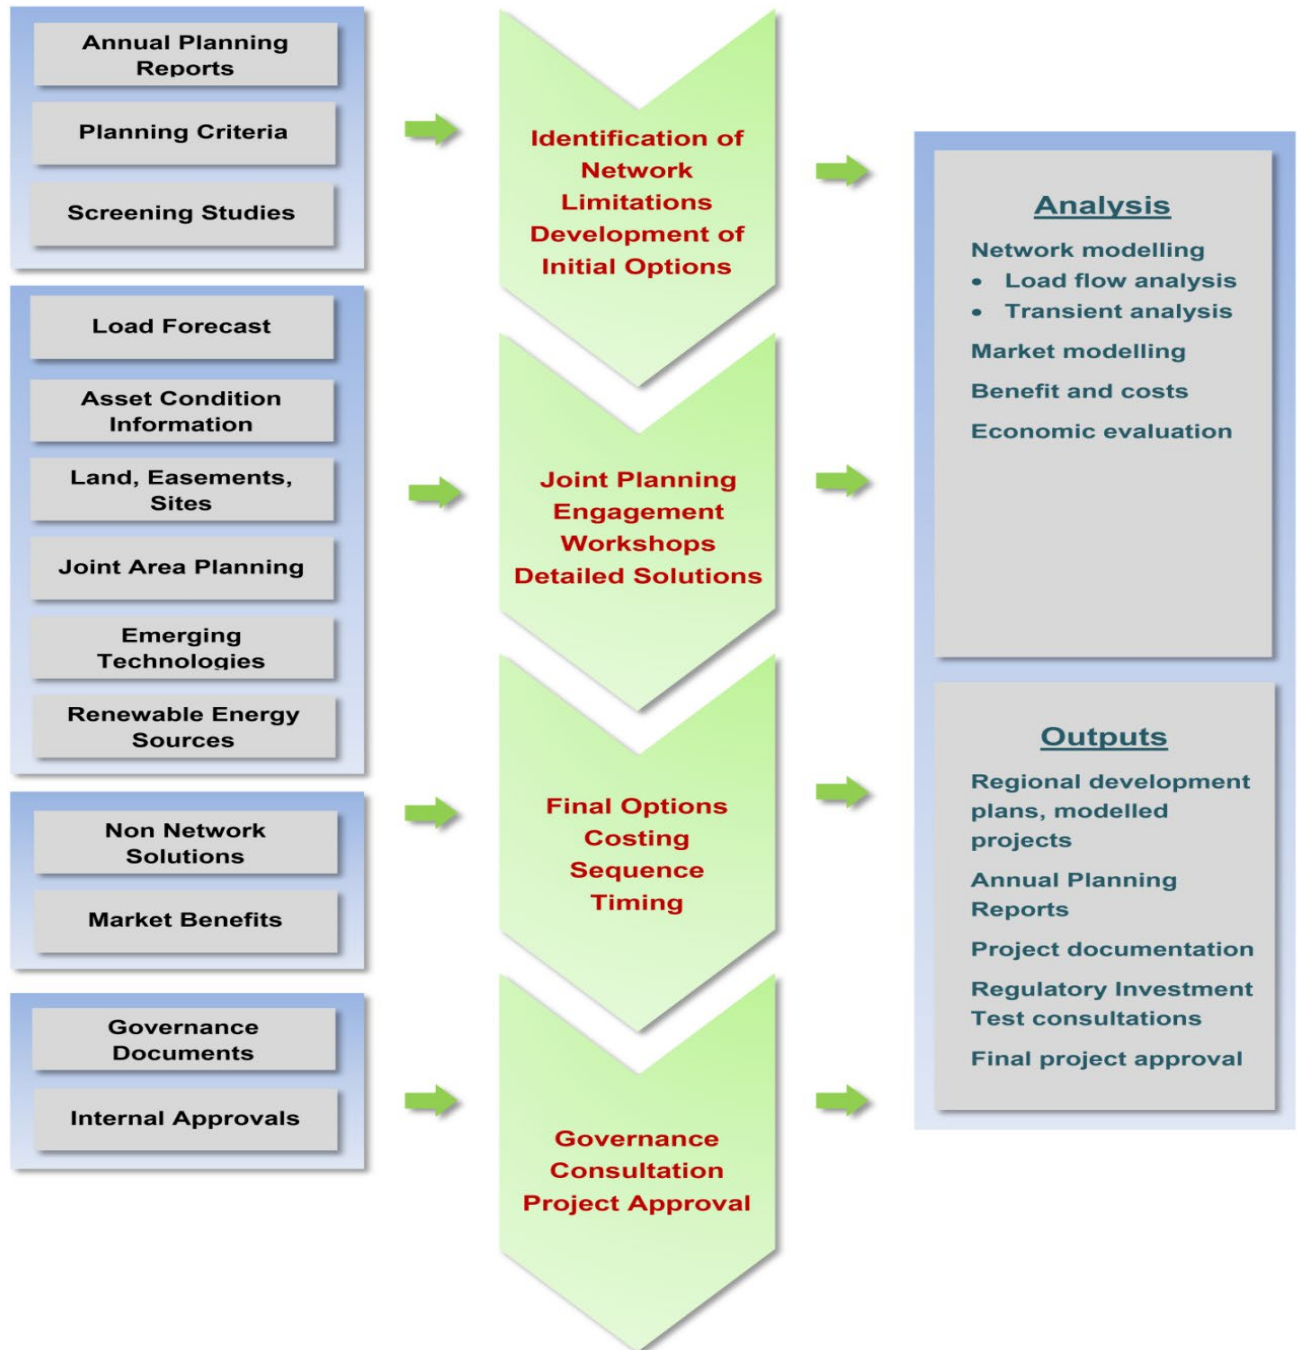 Annual Planning
Reports
Planning Criteria
Screening Studies
Load Forecast
Asset Condition
Information
Land, Easements,
Sites
Joint Area Planning
Emerging
Technologies
Renewable Energy
Sources
Non Network
Solutions
Market Benefits
Governance
Documents
Internal Approvals
Identification of
Network
Limitations
Development of
Initial Options
Joint Planning
Engagement
Workshops
Detailed Solutions
Final Options
Costing
Sequence
Timing
Governance
Consultation
Project Approval
Analysis
Network modelling
• Load flow analysis
• Transient analysis
Market modelling
Benefit and costs
Economic evaluation
Outputs
Regional development
plans, modelled
projects
Annual Planning
Reports
Project documentation
Regulatory Investment
Test consultations
Final project approval